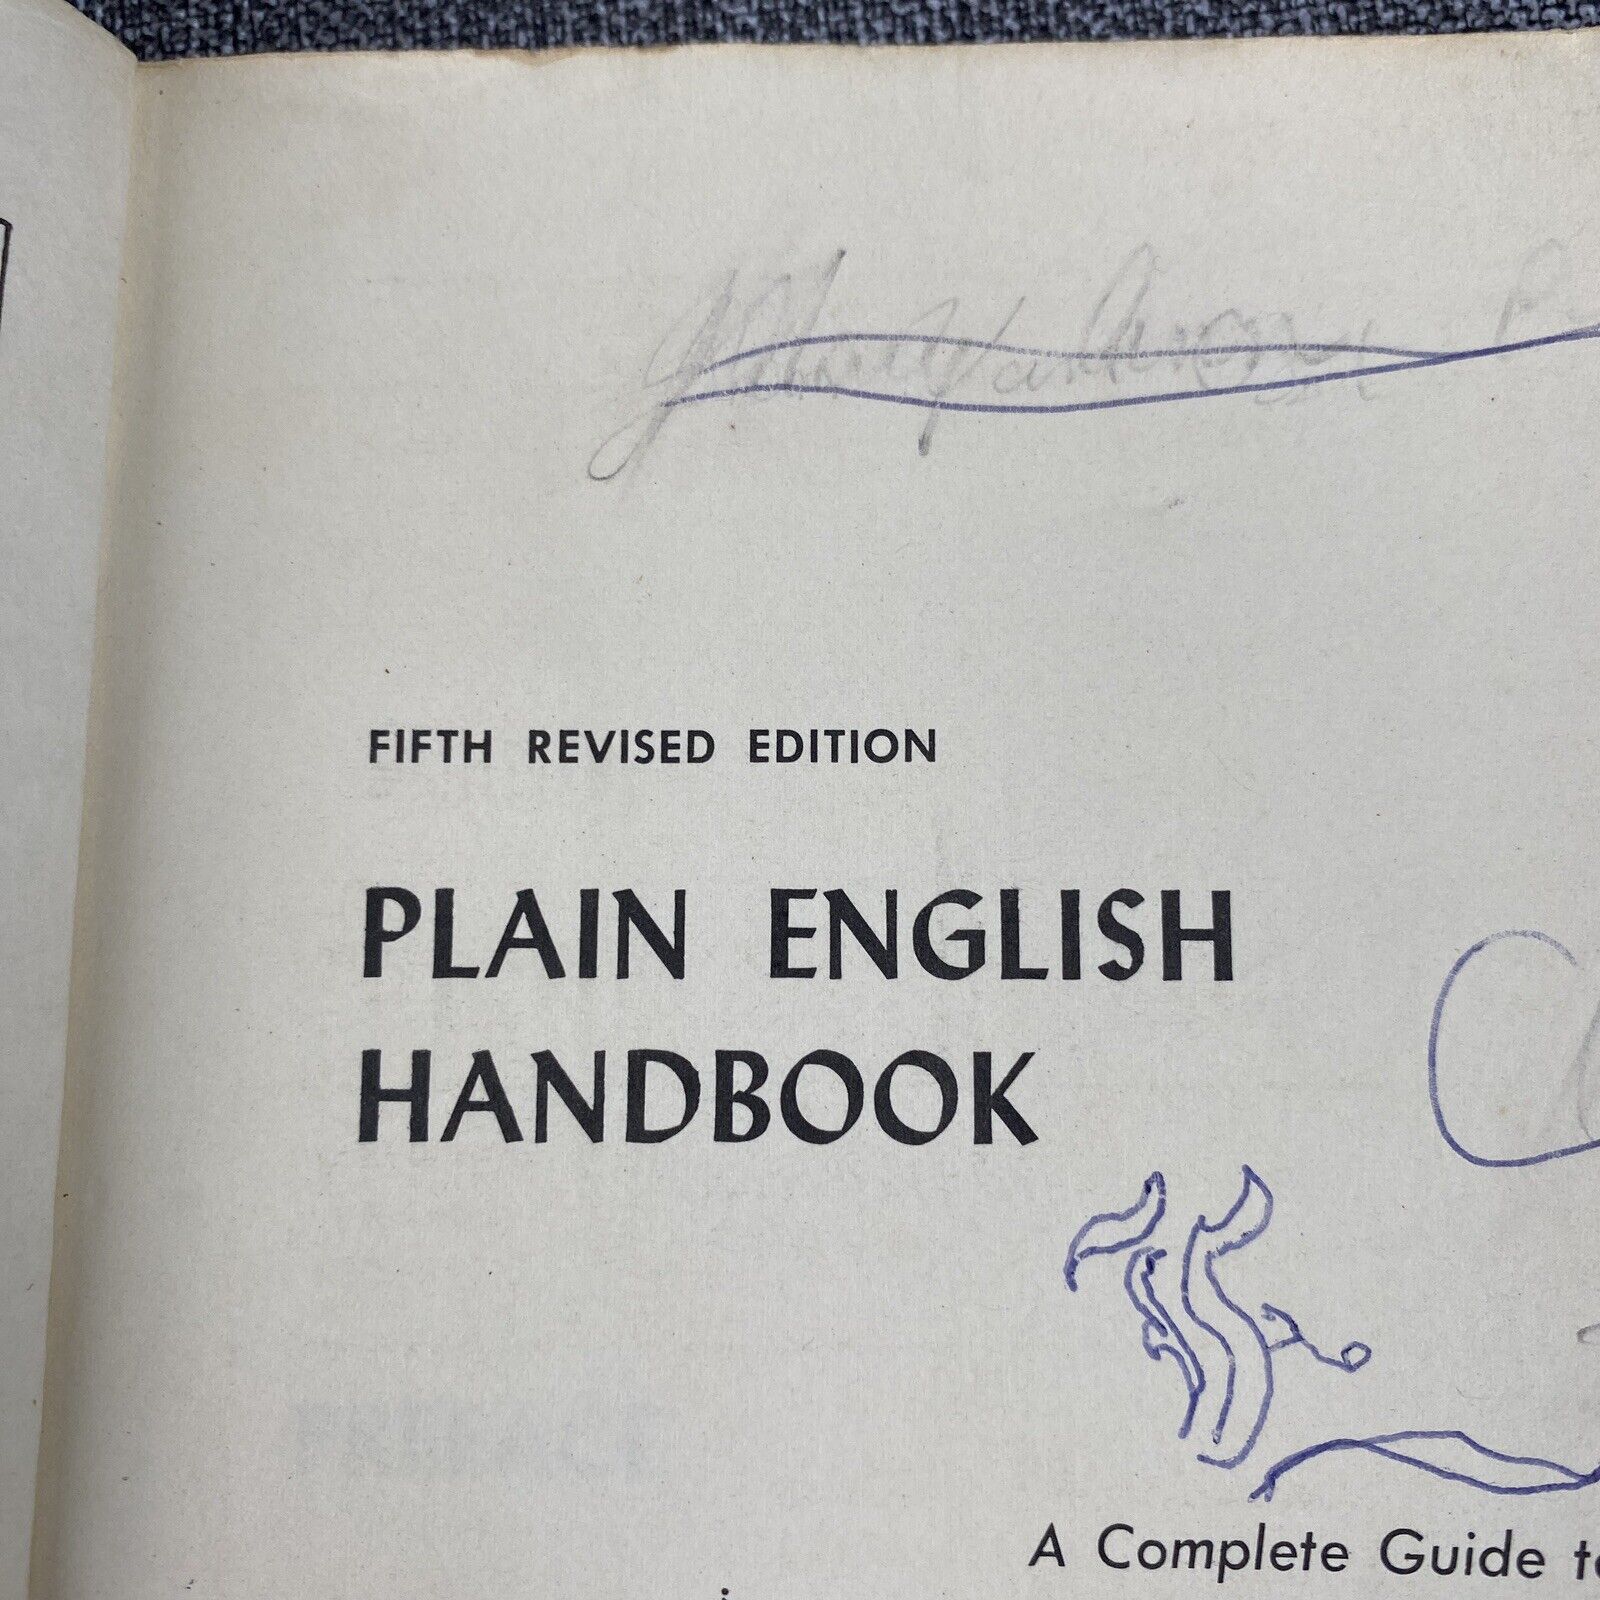 FIFTH REVISED EDITION
PLAIN ENGLISH
HANDBOOK
A Complete Guide